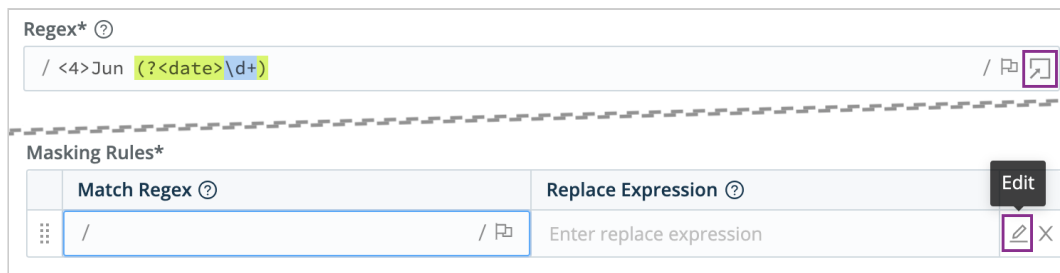 Regex*
/ <4>Jun (?<date>\d+) /
Masking Rules*
Match Regex Replace Expression
Edit
/ / Enter replace expression